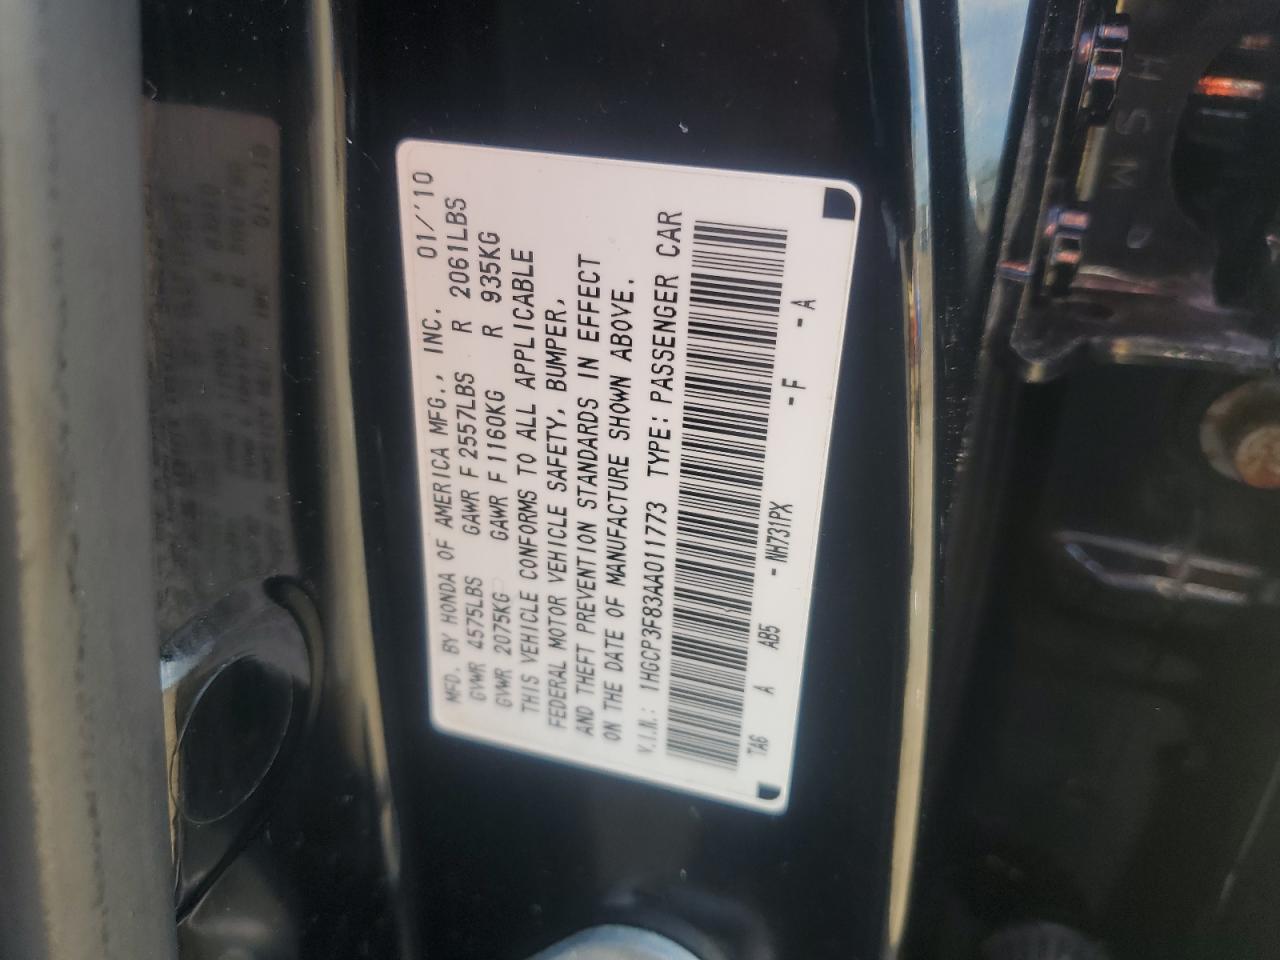 MFD. BY HONDA OF AMERICA MFG., INC. 01/'10
GVWR 4575LBS GAWR F 2557LBS R 2061LBS
GVWR 2075KG GAWR F 1160KG R 935KG
THIS VEHICLE CONFORMS TO ALL APPLICABLE
FEDERAL MOTOR VEHICLE SAFETY, BUMPER,
AND THEFT PREVENTION STANDARDS IN EFFECT
ON THE DATE OF MANUFACTURE SHOWN ABOVE.
V.I.N.: 1HGCP3F83AA011773 TYPE: PASSENGER CAR
TA6 A AB5 - NH731PX - F - A
H S M P